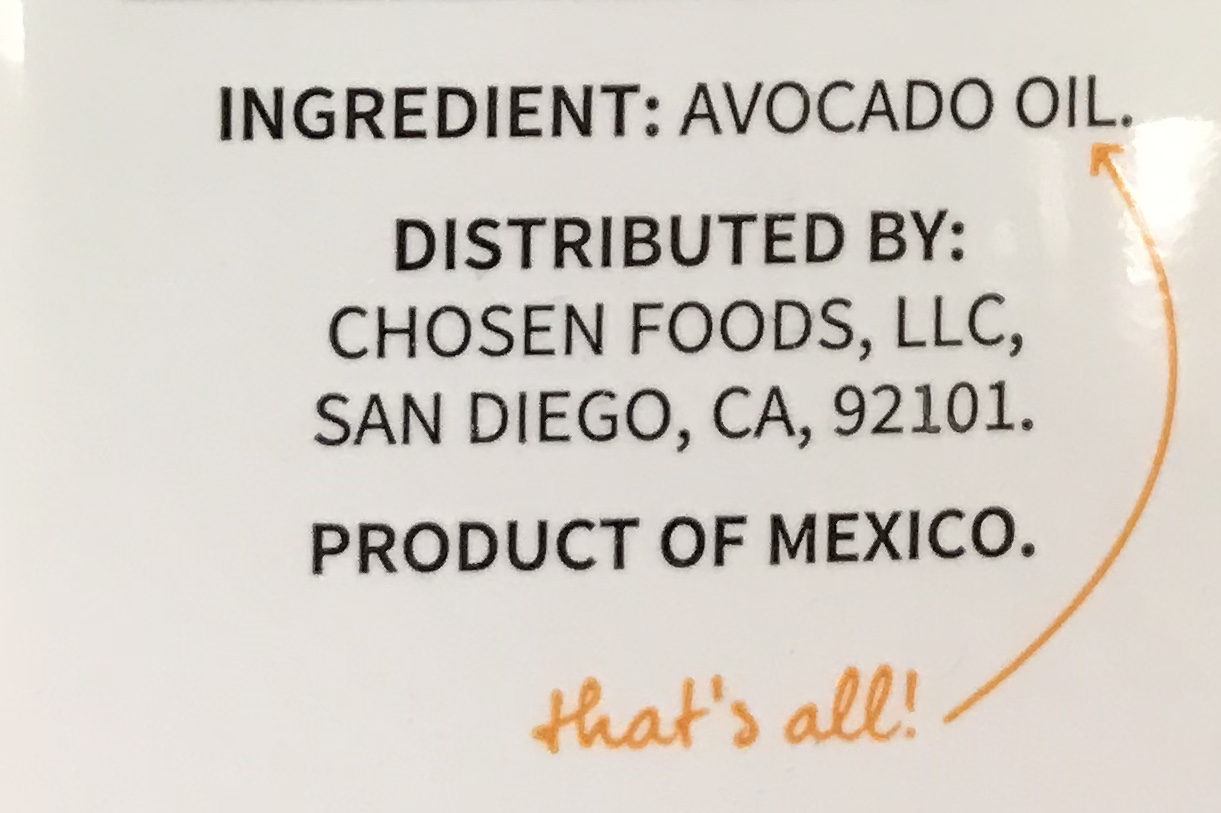 INGREDIENT: AVOCADO OIL.
DISTRIBUTED BY:
CHOSEN FOODS, LLC,
SAN DIEGO, CA, 92101.
PRODUCT OF MEXICO.
that's all!